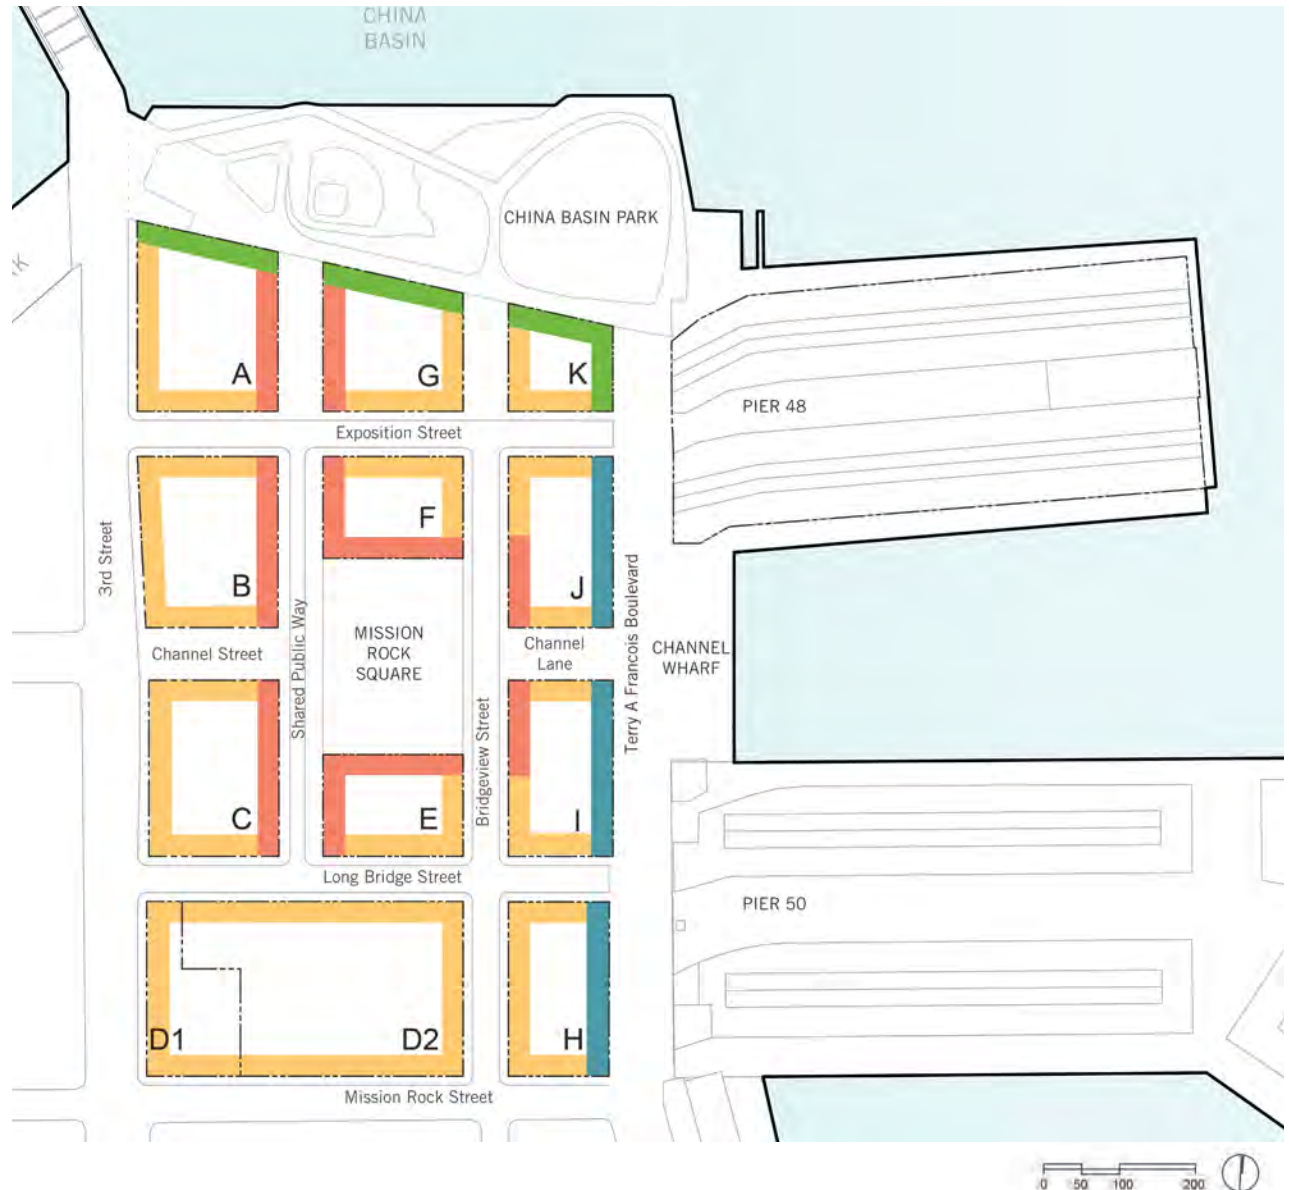 CHINA
BASIN
CHINA BASIN PARK
A
G
K
PIER 48
Exposition Street
3rd Street
B
F
J
Shared Public Way
MISSION
ROCK
SQUARE
Channel Street
Channel
Lane
Terry A Francois Boulevard
CHANNEL
WHARF
Bridgeview Street
C
E
I
Long Bridge Street
PIER 50
D1
D2
H
Mission Rock Street
0 50 100 200